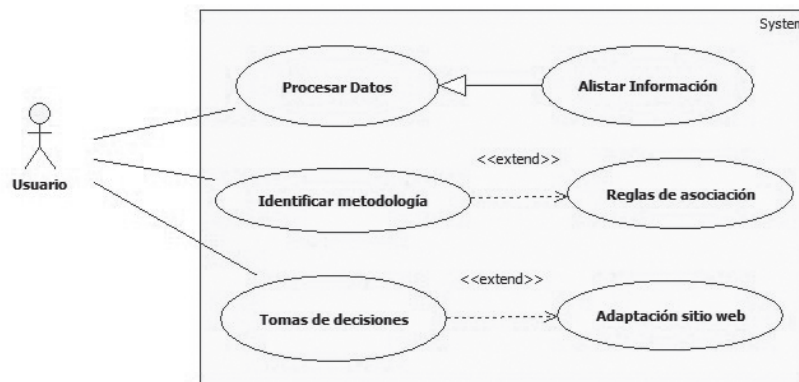 System
Procesar Datos
Alistar Información
Usuario
<<extend>>
Identificar metodología
Reglas de asociación
<<extend>>
Tomas de decisiones
Adaptación sitio web